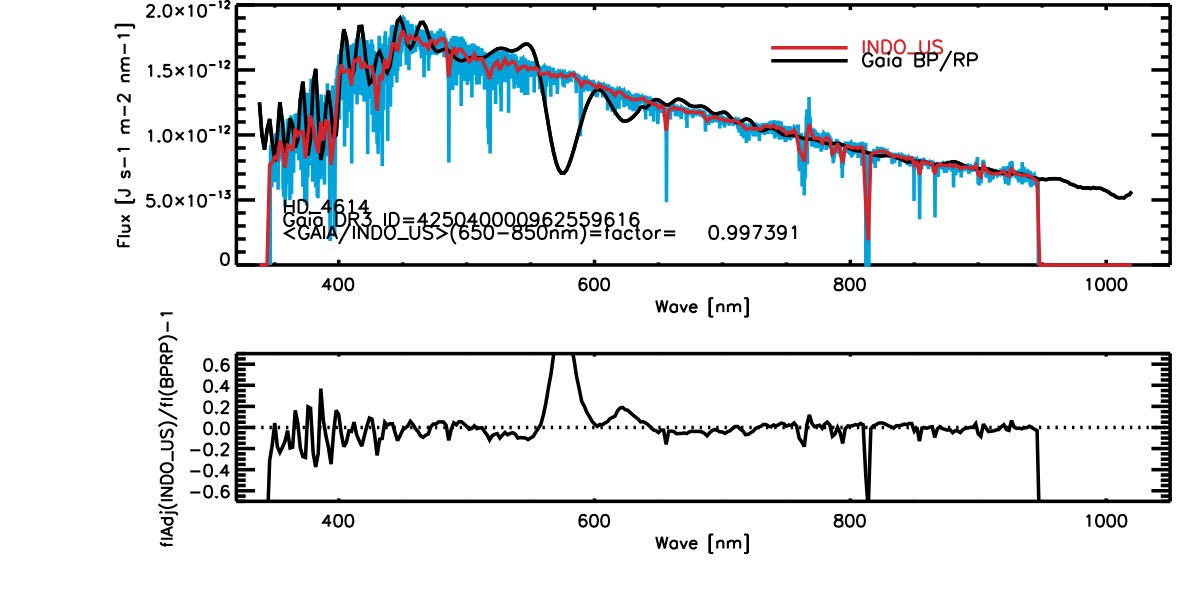 2.0×10−12
1.5×10−12
1.0×10−12
5.0×10−13
0
Flux [J s−1 m−2 nm−1]
INDO_US
Gaia BP/RP
HD_4614
Gaia DR3 ID=4250400000962559616
<GAIA/INDO_US>(650−850nm)=factor= 0.997391
400 600 800 1000
Wave [nm]
flAdj(INDO_US)/fl(BPRP)−1
0.6
0.4
0.2
0.0
−0.2
−0.4
−0.6
400 600 800 1000
Wave [nm]